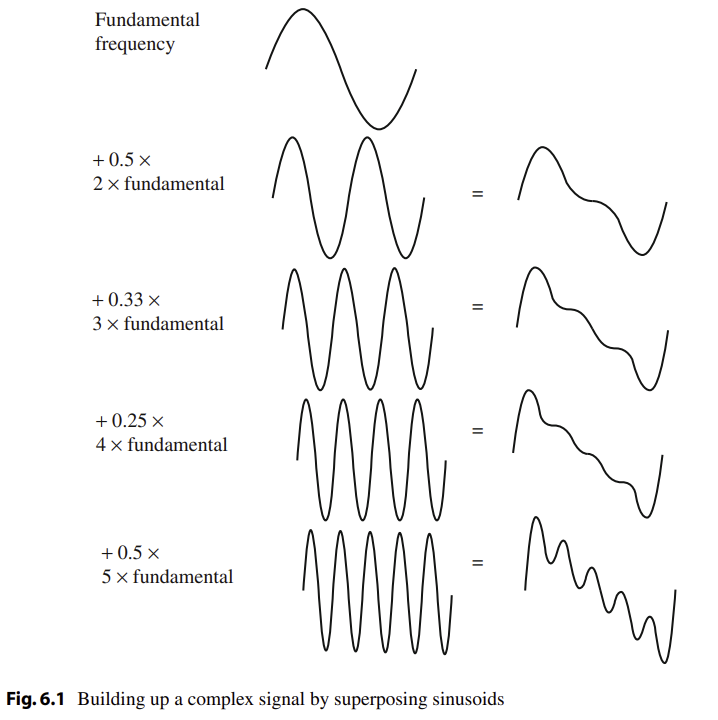 Fundamental
frequency
+ 0.5 ×
2 × fundamental
=
+ 0.33 ×
3 × fundamental
=
+ 0.25 ×
4 × fundamental
=
+ 0.5 ×
5 × fundamental
=
Fig. 6.1 Building up a complex signal by superposing sinusoids